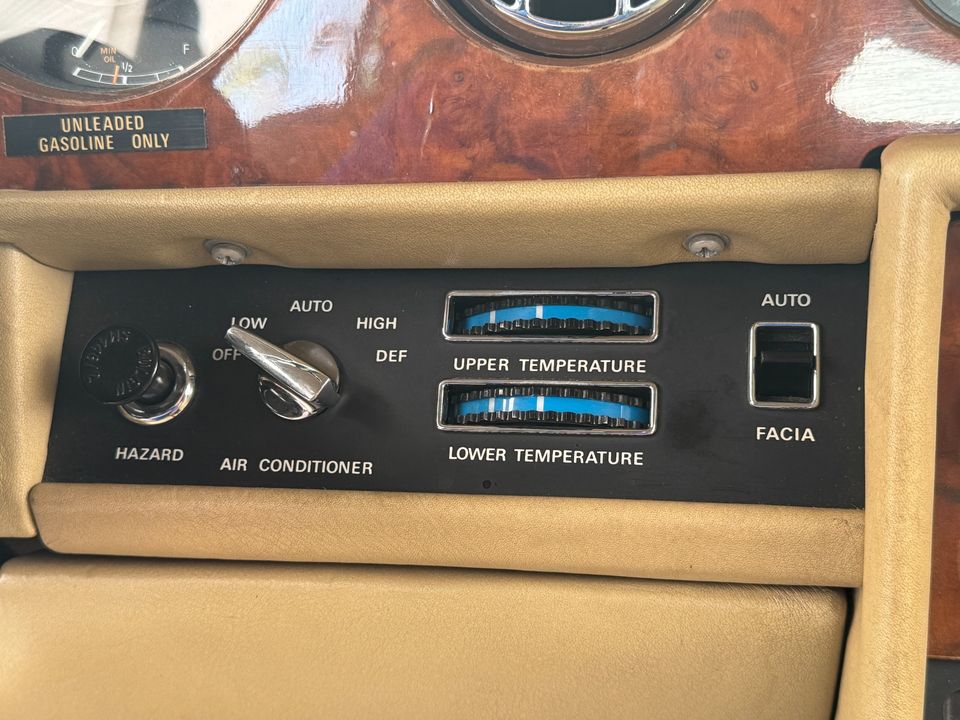 F
MIN
OIL
1/2
UNLEADED
GASOLINE ONLY
AUTO
LOW
HIGH
OFF
DEF
AUTO
UPPER TEMPERATURE
HAZARD
AIR CONDITIONER
LOWER TEMPERATURE
FACIA